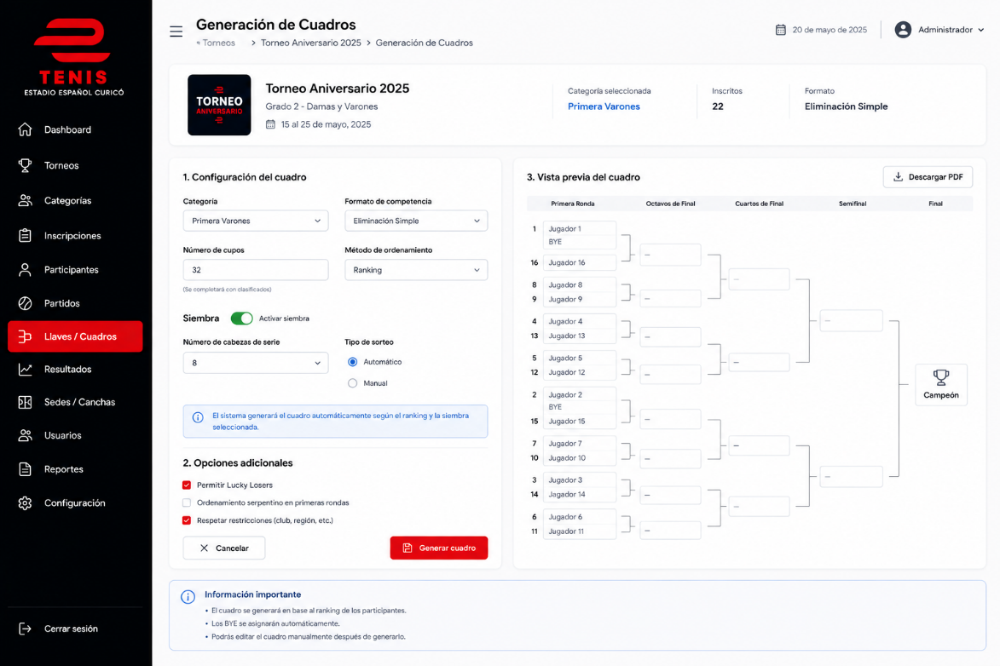 TENIS
ESTADIO ESPAÑOL CURICÓ
Dashboard
Torneos
Categorías
Inscripciones
Participantes
Partidos
Llaves / Cuadros
Resultados
Sedes / Canchas
Usuarios
Reportes
Configuración
Cerrar sesión
Generación de Cuadros
« Torneos > Torneo Aniversario 2025 > Generación de Cuadros
20 de mayo de 2025
Administrador
TORNEO
ANIVERSARIO
Torneo Aniversario 2025
Grado 2 - Damas y Varones
15 al 25 de mayo, 2025
Categoría seleccionada
Primera Varones
Inscritos
22
Formato
Eliminación Simple
1. Configuración del cuadro
Categoría
Primera Varones
Formato de competencia
Eliminación Simple
Número de cupos
32
(Se completará con clasificados)
Método de ordenamiento
Ranking
Siembra
Activar siembra
Número de cabezas de serie
8
Tipo de sorteo
Automático
Manual
El sistema generará el cuadro automáticamente según el ranking y la siembra
seleccionada.
2. Opciones adicionales
Permitir Lucky Losers
Ordenamiento serpentino en primeras rondas
Respetar restricciones (club, región, etc.)
Cancelar
Generar cuadro
3. Vista previa del cuadro
Descargar PDF
Primera Ronda Octavos de Final Cuartos de Final Semifinal Final
1 Jugador 1
BYE
16 Jugador 16
8 Jugador 8
9 Jugador 9
4 Jugador 4
13 Jugador 13
5 Jugador 5
12 Jugador 12
2 Jugador 2
BYE
15 Jugador 15
7 Jugador 7
10 Jugador 10
3 Jugador 3
14 Jagador 14
6 Jugador 6
11 Jugador 11
Campeón
Información importante
• El cuadro se generará en base al ranking de los participantes.
• Los BYE se asignarán automáticamente.
• Podrás editar el cuadro manualmente después de generarlo.